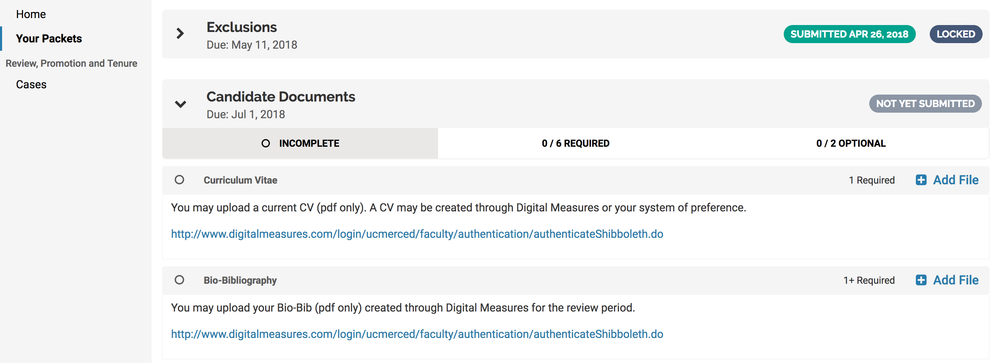 Home
Your Packets
Review, Promotion and Tenure
Cases
Exclusions
Due: May 11, 2018
SUBMITTED APR 26, 2018
LOCKED
Candidate Documents
Due: Jul 1, 2018
NOT YET SUBMITTED
INCOMPLETE
0 / 6 REQUIRED
0 / 2 OPTIONAL
Curriculum Vitae
1 Required
Add File
You may upload a current CV (pdf only). A CV may be created through Digital Measures or your system of preference.
http://www.digitalmeasures.com/login/ucmerced/faculty/authentication/authenticateShibboleth.do
Bio-Bibliography
1+ Required
Add File
You may upload your Bio-Bib (pdf only) created through Digital Measures for the review period.
http://www.digitalmeasures.com/login/ucmerced/faculty/authentication/authenticateShibboleth.do